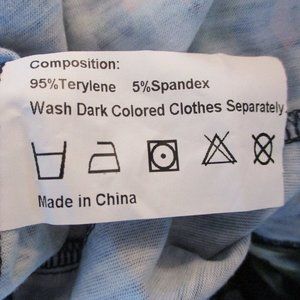 Composition:
95%Terylene 5%Spandex
Wash Dark Colored Clothes Separately
Made in China